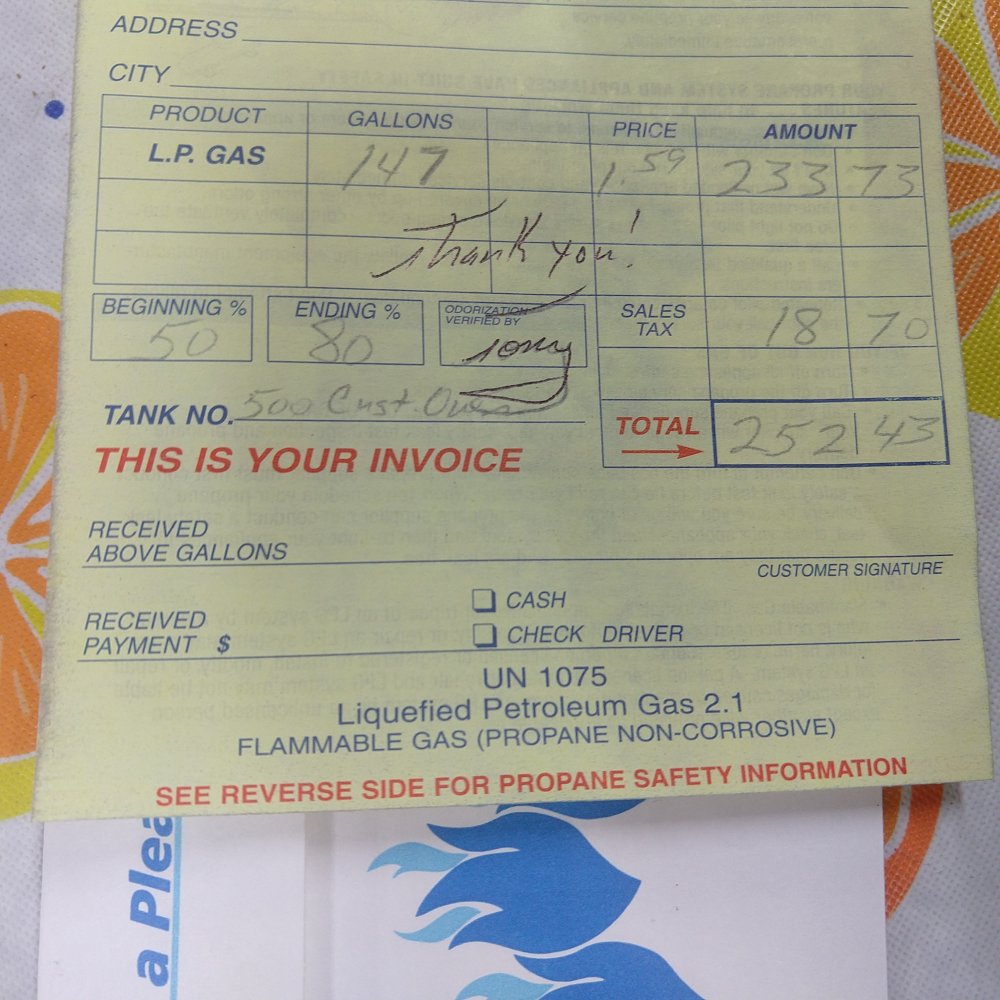 ADDRESS
CITY
PRODUCT GALLONS PRICE AMOUNT
L.P. GAS 147 1.59 233 73
Thank you!
BEGINNING % ENDING % ODORIZATION VERIFIED BY SALES TAX
50 80 Tony 18 70
TANK NO. 500 Cust. Own
TOTAL 252 43
THIS IS YOUR INVOICE
RECEIVED
ABOVE GALLONS
CUSTOMER SIGNATURE
RECEIVED
PAYMENT $
CASH
CHECK DRIVER
UN 1075
Liquefied Petroleum Gas 2.1
FLAMMABLE GAS (PROPANE NON-CORROSIVE)
SEE REVERSE SIDE FOR PROPANE SAFETY INFORMATION
a Plea